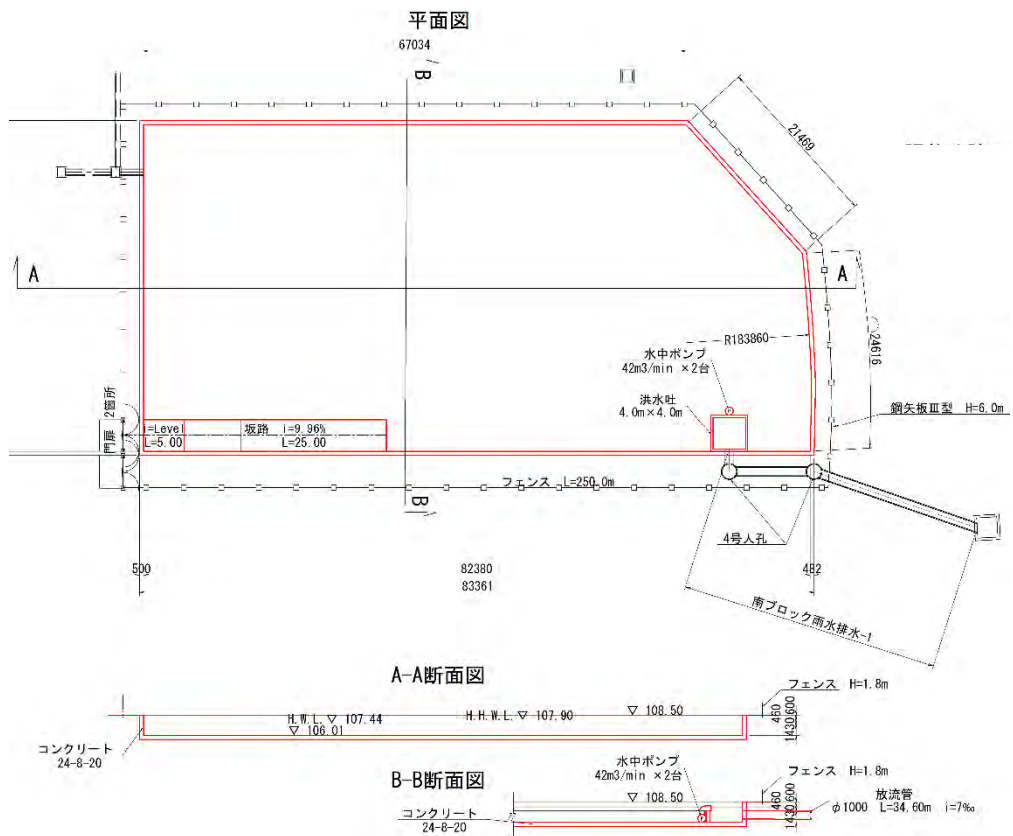 平面図
67034
B
21469
A
A
R183860
24616
水中ポンプ
42m3/min ×2台
洪水吐
4.0m×4.0m
鋼矢板Ⅲ型 H=6.0m
門扉 2箇所
i=Level
L=5.00
坂路 i=9.96%
L=25.00
B
フェンス L=250.0m
4号人孔
500
82380
482
83361
南ブロック雨水排水-1
A-A断面図
フェンス H=1.8m
H.W.L.▽ 107.44
H.H.W.L.▽ 107.90
▽ 108.50
▽ 106.01
460
1430
600
コンクリート
24-8-20
B-B断面図
水中ポンプ
42m3/min ×2台
フェンス H=1.8m
▽ 108.50
460
1430
600
放流管
φ1000 L=34.60m i=7‰
コンクリート
24-8-20